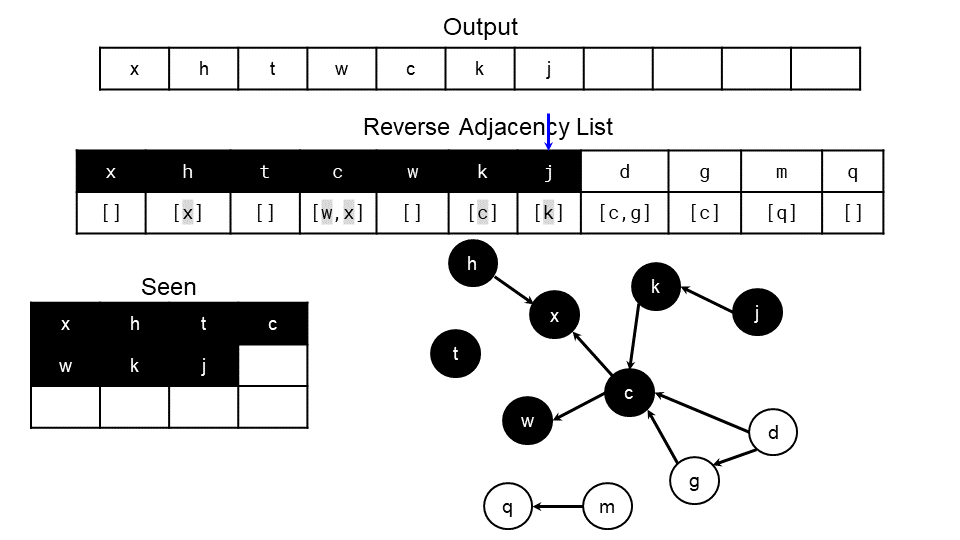 Output
x h t w c k j
Reverse Adjacency List
x h t c w k j d g m q
[] [x] [] [w,x] [] [c] [k] [c,g] [c] [q] []
Seen
x h t c
w k j
h
k
x
j
t
c
w
d
g
q
m